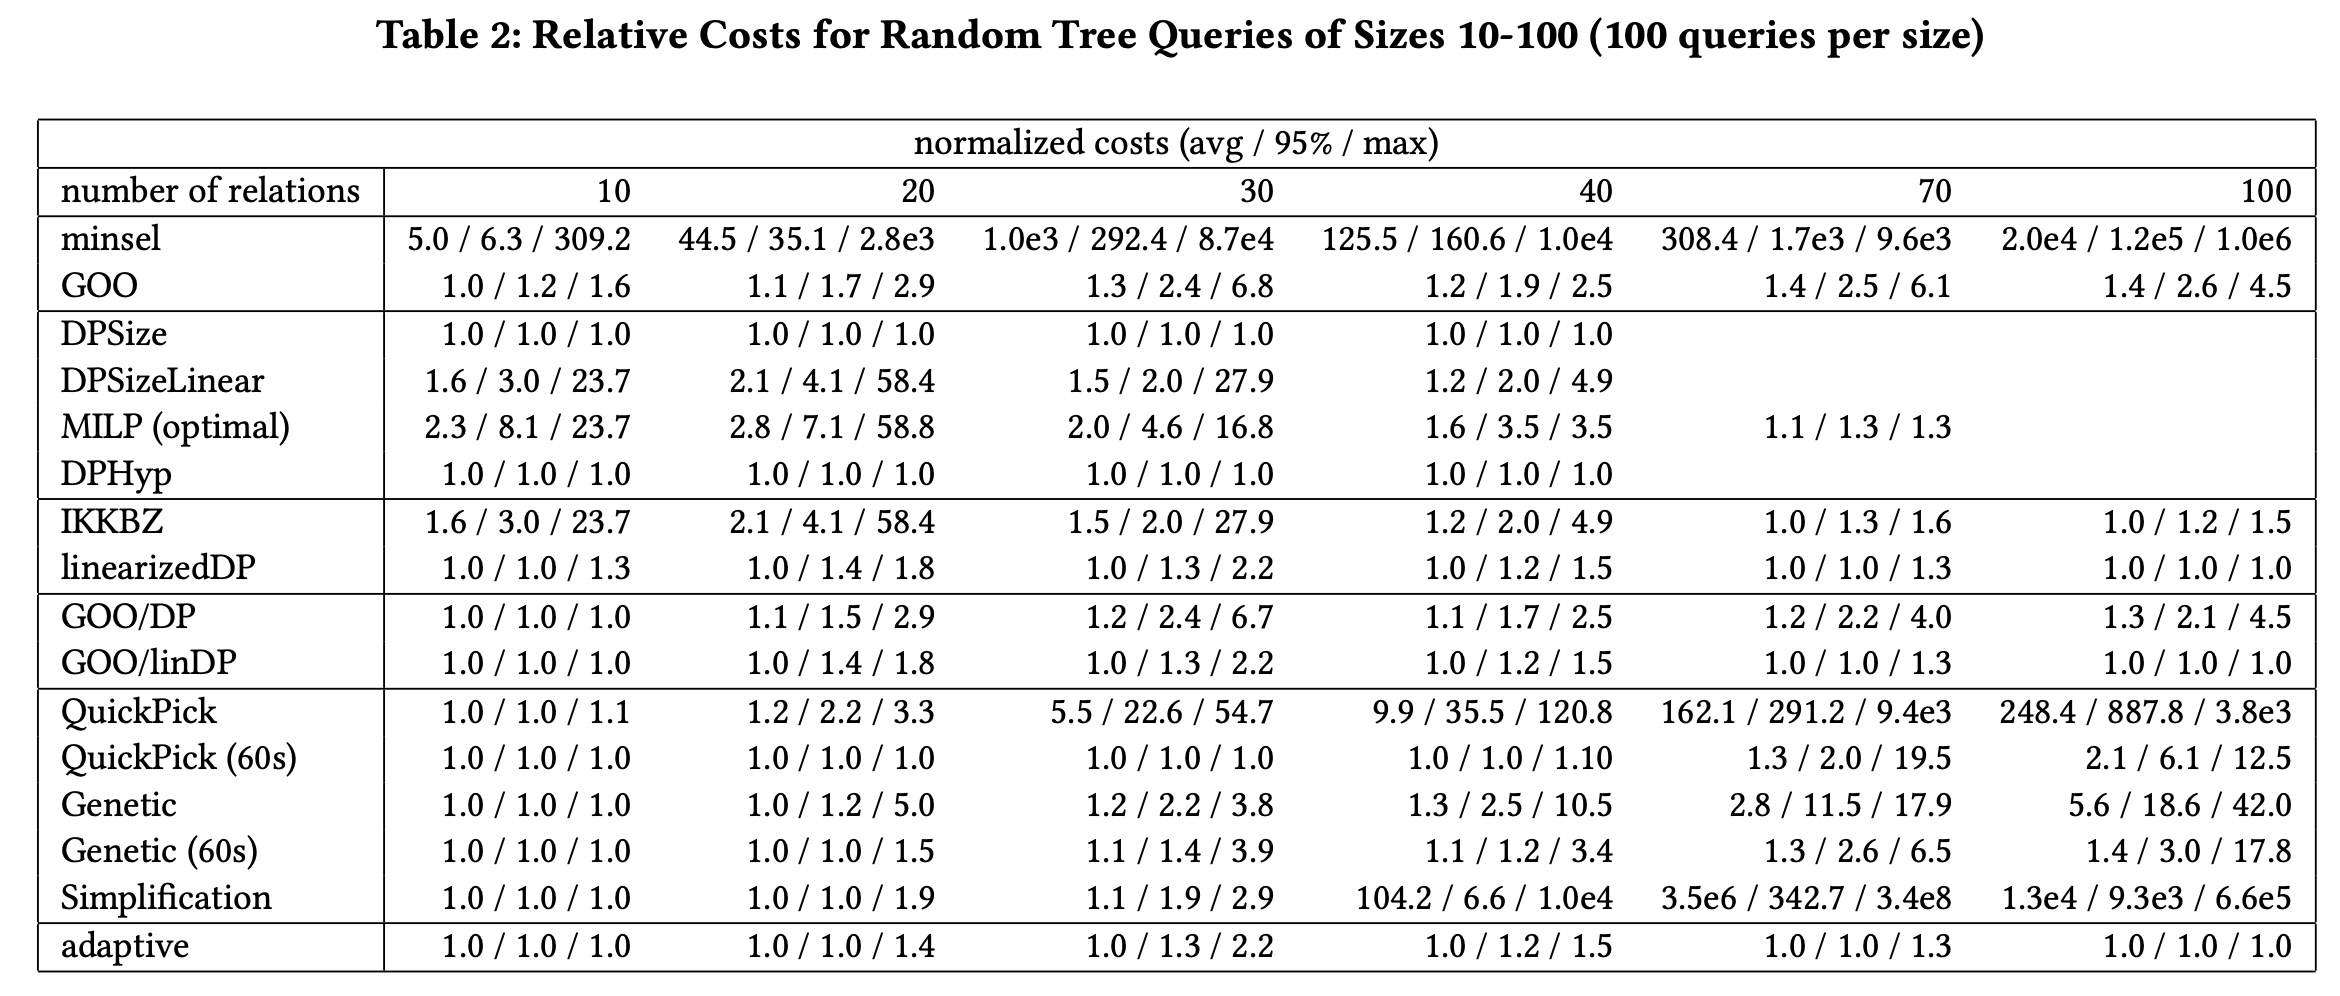 Table 2: Relative Costs for Random Tree Queries of Sizes 10-100 (100 queries per size)
normalized costs (avg / 95% / max)
number of relations 10 20 30 40 70 100
minsel 5.0 / 6.3 / 309.2 44.5 / 35.1 / 2.8e3 1.0e3 / 292.4 / 8.7e4 125.5 / 160.6 / 1.0e4 308.4 / 1.7e3 / 9.6e3 2.0e4 / 1.2e5 / 1.0e6
GOO 1.0 / 1.2 / 1.6 1.1 / 1.7 / 2.9 1.3 / 2.4 / 6.8 1.2 / 1.9 / 2.5 1.4 / 2.5 / 6.1 1.4 / 2.6 / 4.5
DPSize 1.0 / 1.0 / 1.0 1.0 / 1.0 / 1.0 1.0 / 1.0 / 1.0 1.0 / 1.0 / 1.0
DPSizeLinear 1.6 / 3.0 / 23.7 2.1 / 4.1 / 58.4 1.5 / 2.0 / 27.9 1.2 / 2.0 / 4.9
MILP (optimal) 2.3 / 8.1 / 23.7 2.8 / 7.1 / 58.8 2.0 / 4.6 / 16.8 1.6 / 3.5 / 3.5 1.1 / 1.3 / 1.3
DPHyp 1.0 / 1.0 / 1.0 1.0 / 1.0 / 1.0 1.0 / 1.0 / 1.0 1.0 / 1.0 / 1.0
IKKBZ 1.6 / 3.0 / 23.7 2.1 / 4.1 / 58.4 1.5 / 2.0 / 27.9 1.2 / 2.0 / 4.9 1.0 / 1.3 / 1.6 1.0 / 1.2 / 1.5
linearizedDP 1.0 / 1.0 / 1.3 1.0 / 1.4 / 1.8 1.0 / 1.3 / 2.2 1.0 / 1.2 / 1.5 1.0 / 1.0 / 1.3 1.0 / 1.0 / 1.0
GOO/DP 1.0 / 1.0 / 1.0 1.1 / 1.5 / 2.9 1.2 / 2.4 / 6.7 1.1 / 1.7 / 2.5 1.2 / 2.2 / 4.0 1.3 / 2.1 / 4.5
GOO/linDP 1.0 / 1.0 / 1.0 1.0 / 1.4 / 1.8 1.0 / 1.3 / 2.2 1.0 / 1.2 / 1.5 1.0 / 1.0 / 1.3 1.0 / 1.0 / 1.0
QuickPick 1.0 / 1.0 / 1.1 1.2 / 2.2 / 3.3 5.5 / 22.6 / 54.7 9.9 / 35.5 / 120.8 162.1 / 291.2 / 9.4e3 248.4 / 887.8 / 3.8e3
QuickPick (60s) 1.0 / 1.0 / 1.0 1.0 / 1.0 / 1.0 1.0 / 1.0 / 1.0 1.0 / 1.0 / 1.10 1.3 / 2.0 / 19.5 2.1 / 6.1 / 12.5
Genetic 1.0 / 1.0 / 1.0 1.0 / 1.2 / 5.0 1.2 / 2.2 / 3.8 1.3 / 2.5 / 10.5 2.8 / 11.5 / 17.9 5.6 / 18.6 / 42.0
Genetic (60s) 1.0 / 1.0 / 1.0 1.0 / 1.0 / 1.5 1.1 / 1.4 / 3.9 1.1 / 1.2 / 3.4 1.3 / 2.6 / 6.5 1.4 / 3.0 / 17.8
Simplification 1.0 / 1.0 / 1.0 1.0 / 1.0 / 1.9 1.1 / 1.9 / 2.9 104.2 / 6.6 / 1.0e4 3.5e6 / 342.7 / 3.4e8 1.3e4 / 9.3e3 / 6.6e5
adaptive 1.0 / 1.0 / 1.0 1.0 / 1.0 / 1.4 1.0 / 1.3 / 2.2 1.0 / 1.2 / 1.5 1.0 / 1.0 / 1.3 1.0 / 1.0 / 1.0